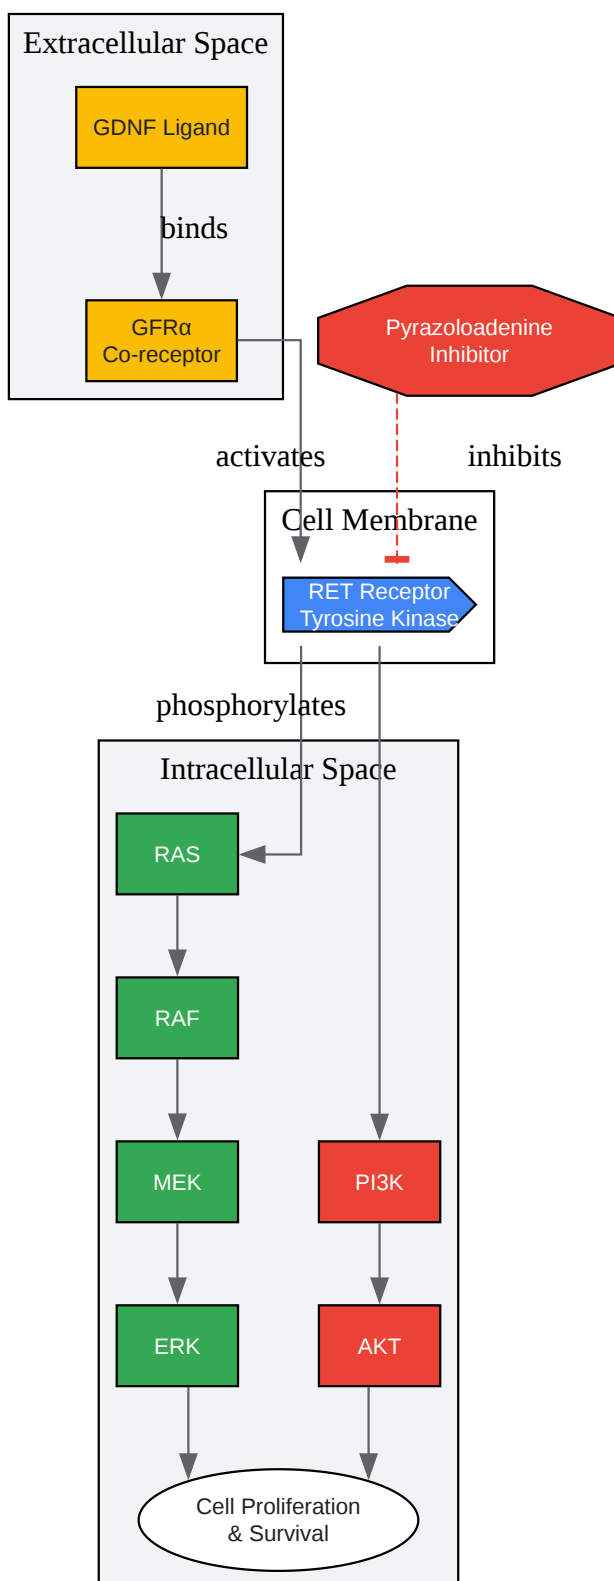 Extracellular Space
GDNF Ligand
binds
GFRα
Co-receptor
Pyrazoloadenine
Inhibitor
activates
inhibits
Cell Membrane
RET Receptor
Tyrosine Kinase
phosphorylates
Intracellular Space
RAS
RAF
MEK
PI3K
ERK
AKT
Cell Proliferation
& Survival